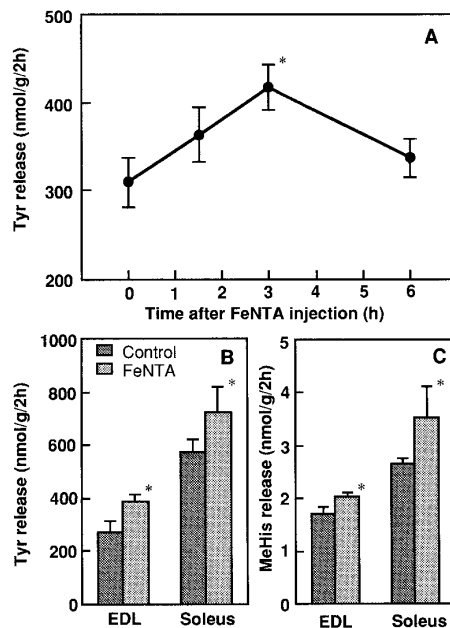 A
500
*
400
300
200
Tyr release (nmol/g/2h)
0 1 2 3 4 5 6
Time after FeNTA injection (h)
B
1000
Control
FeNTA
800
600
400
200
0
*
*
Tyr release (nmol/g/2h)
EDL Soleus
C
5
4
3
2
1
0
*
*
MeHis release (nmol/g/2h)
EDL Soleus